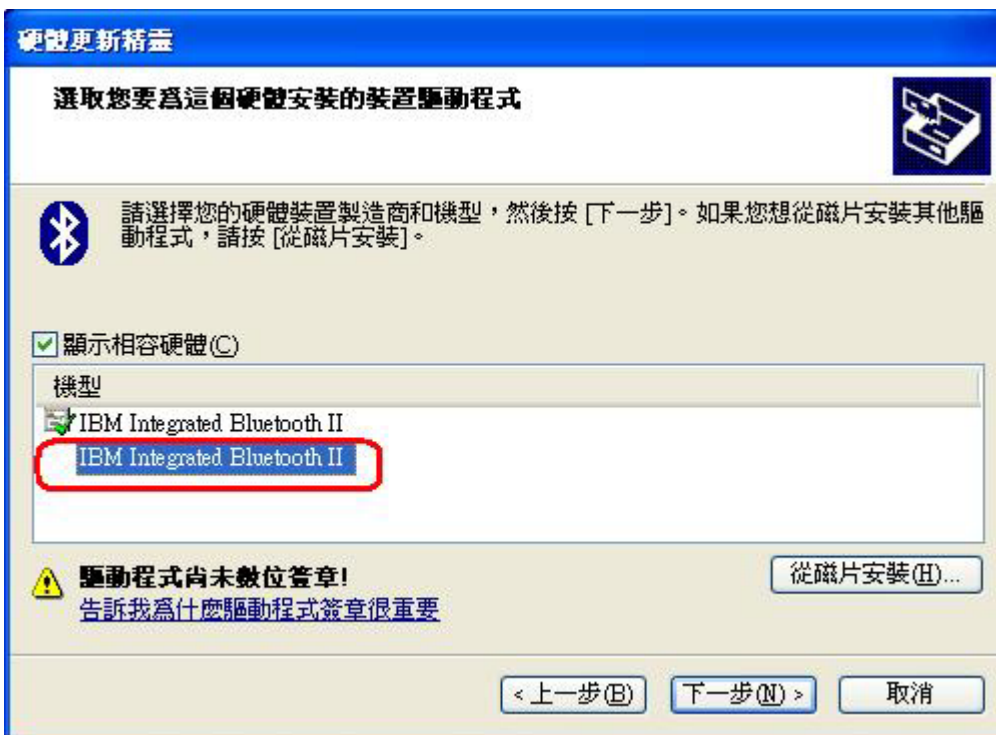 硬體更新精靈
選取您要為這個硬體安裝的裝置驅動程式
請選擇您的硬體裝置製造商和機型，然後按 [下一步]。如果您想從磁片安裝其他驅
動程式，請按 [從磁片安裝]。
顯示相容硬體(C)
機型
IBM Integrated Bluetooth II
IBM Integrated Bluetooth II
驅動程式尚未數位簽章!
從磁片安裝(H)...
告訴我為什麼驅動程式簽章很重要
< 上一步(B)
下一步(N) >
取消